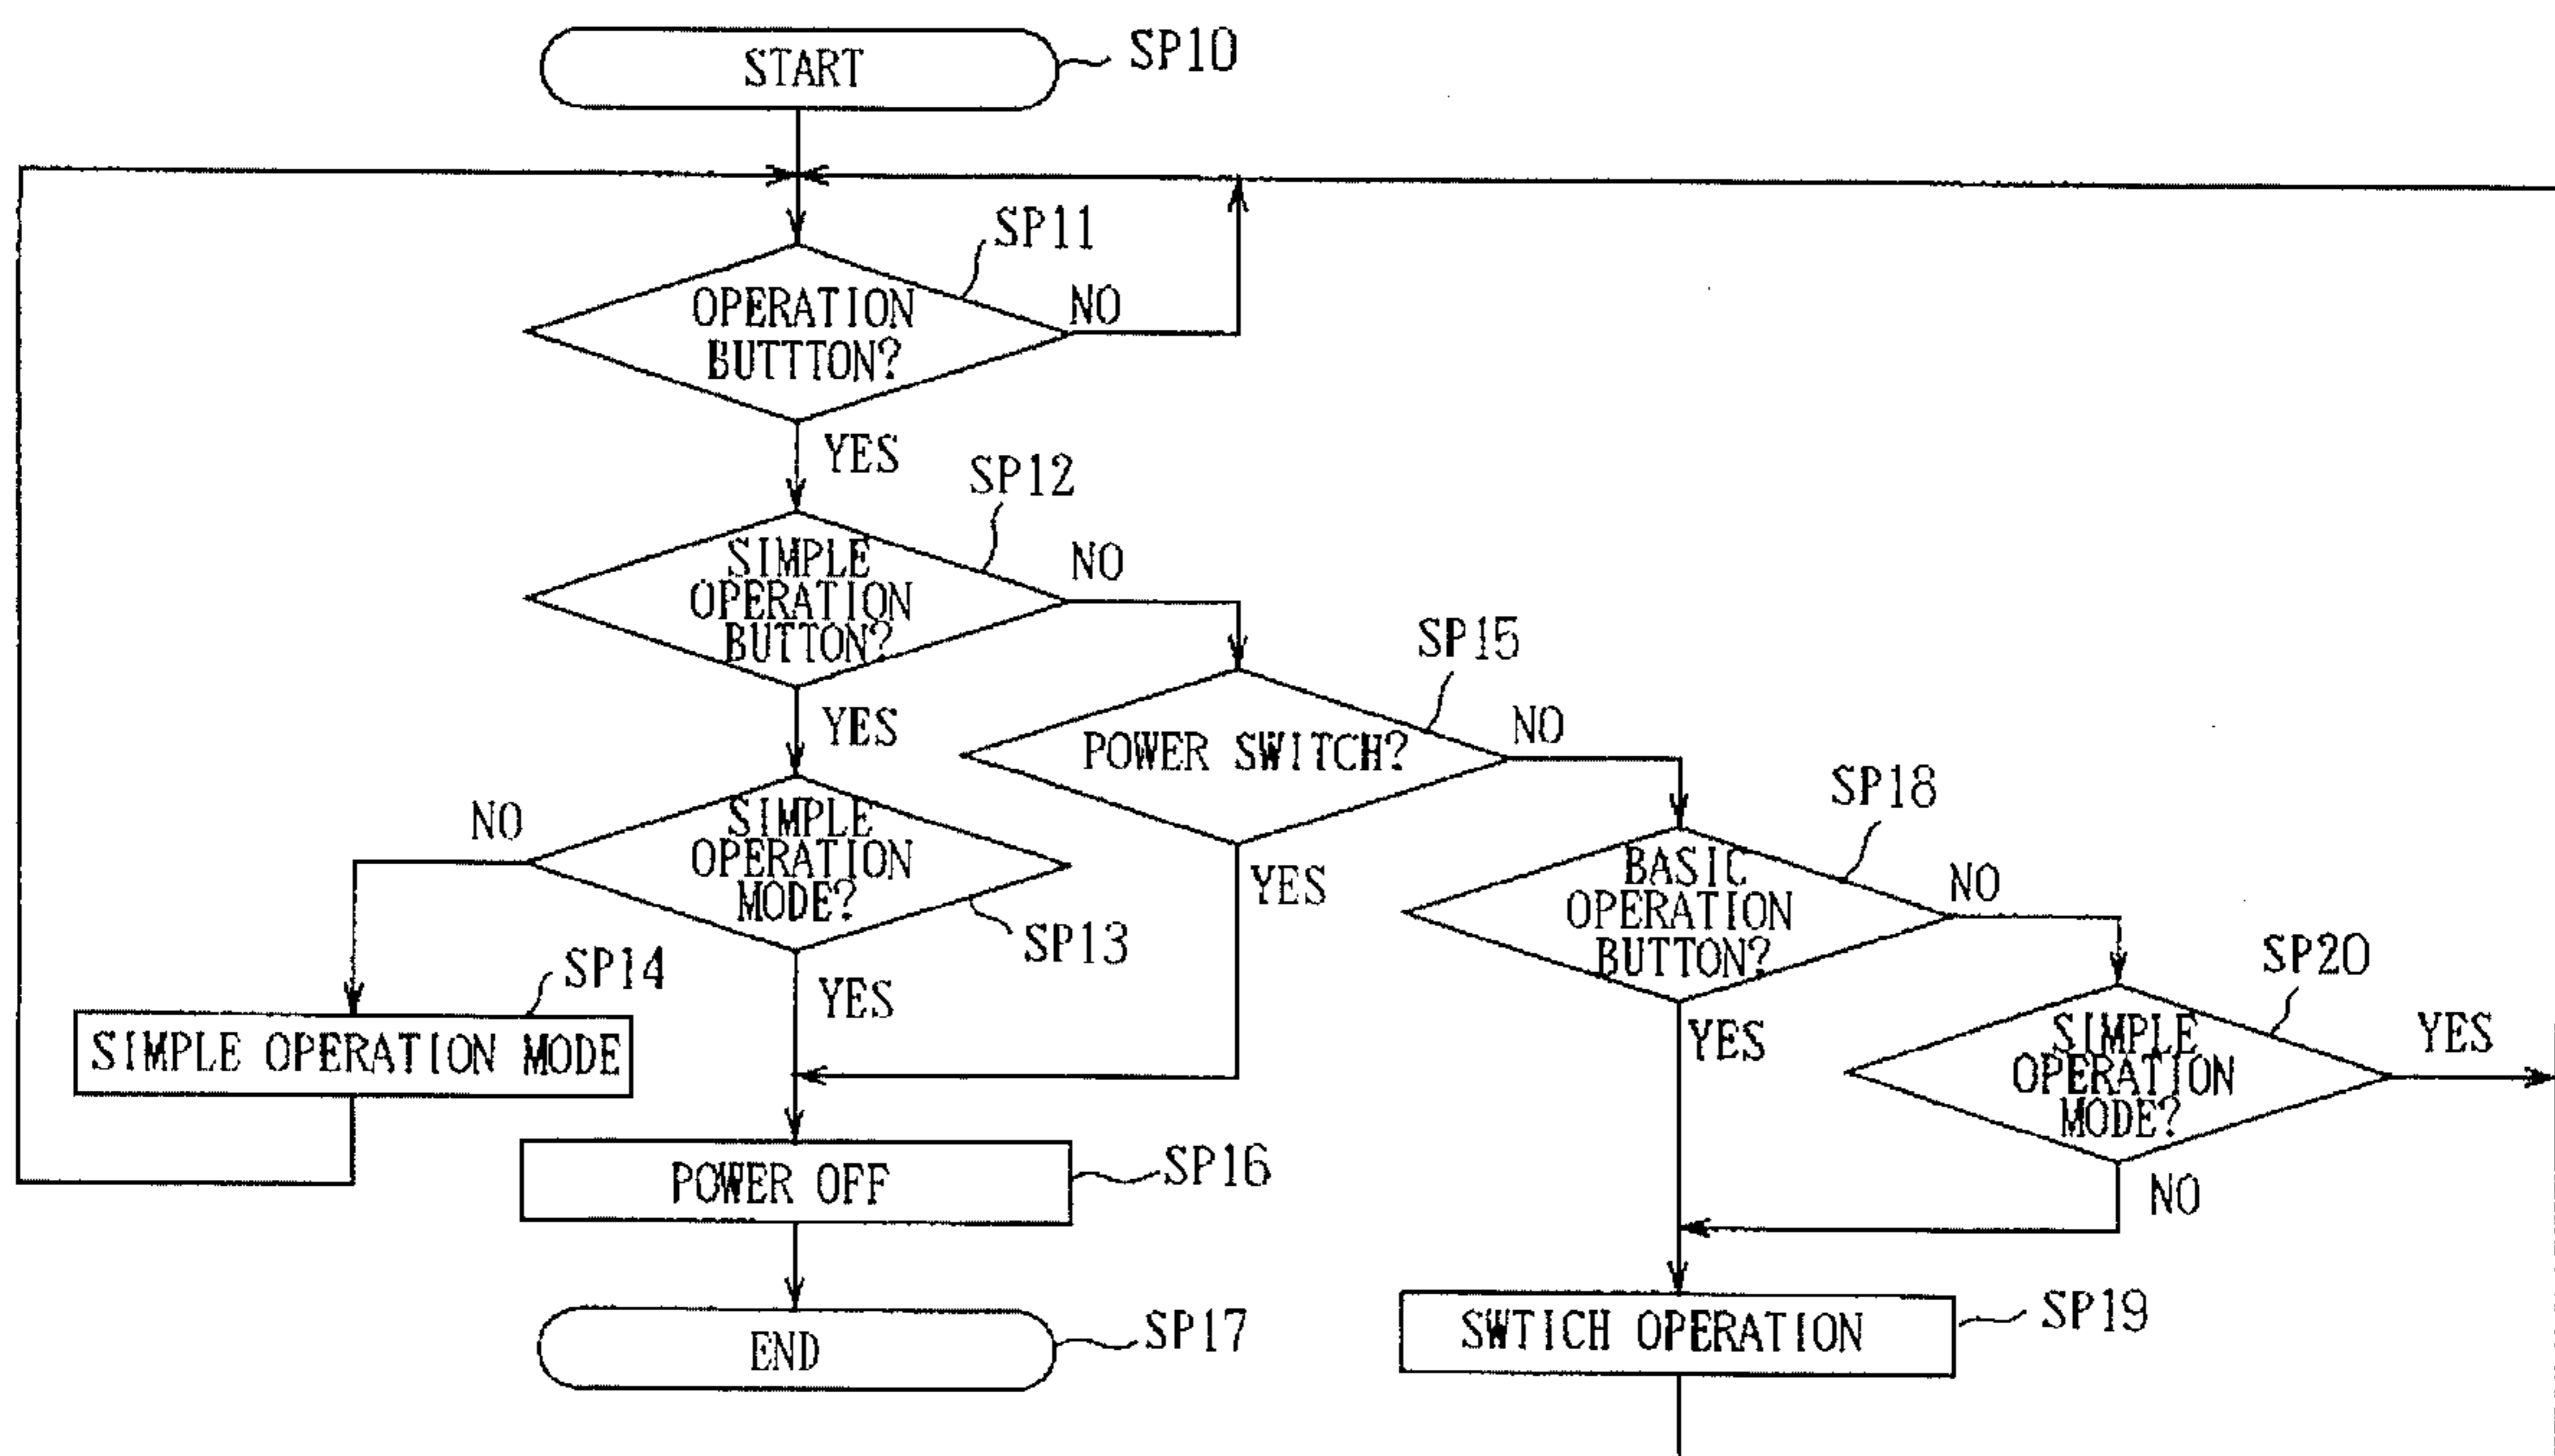 START
SP10
SP11
OPERATION
BUTTTON?
NO
YES
SP12
SIMPLE
OPERATION
BUTTON?
NO
YES
SP15
POWER SWITCH?
NO
YES
SIMPLE
OPERATION
MODE?
NO
SP13
YES
SP14
SIMPLE OPERATION MODE
SP18
BASIC
OPERATION
BUTTON?
NO
YES
SP20
SIMPLE
OPERATION
MODE?
YES
NO
POWER OFF
SP16
END
SP17
SWTICH OPERATION
SP19